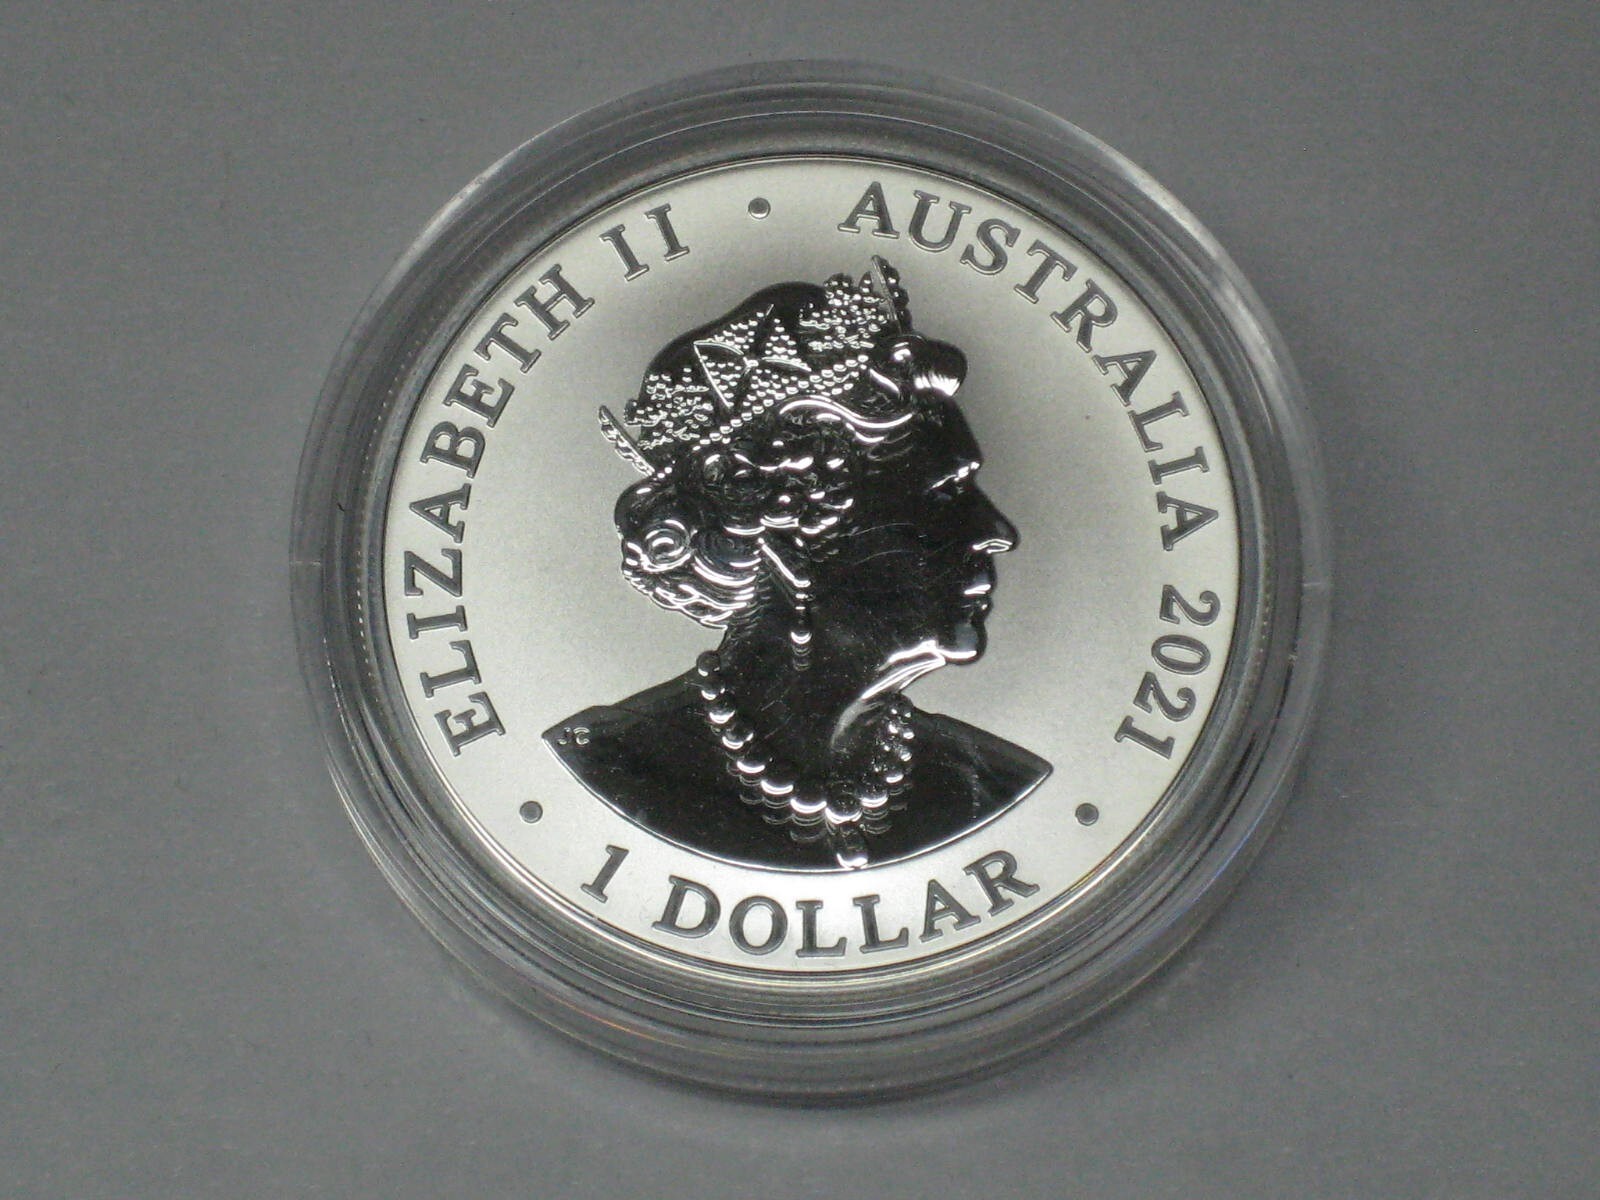 ELIZABETH II • AUSTRALIA 2021
• 1 DOLLAR •
JC